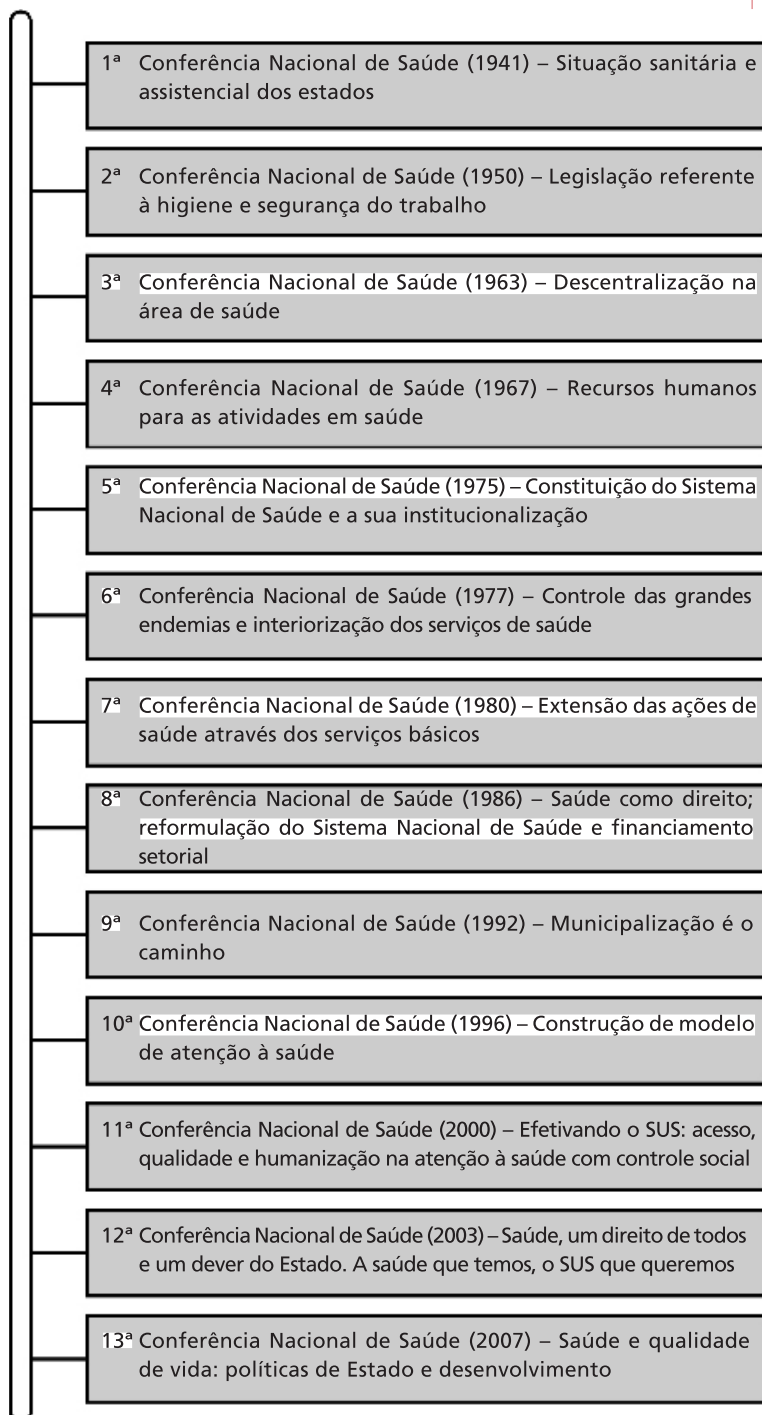 1ª Conferência Nacional de Saúde (1941) – Situação sanitária e
assistencial dos estados
2ª Conferência Nacional de Saúde (1950) – Legislação referente
à higiene e segurança do trabalho
3ª Conferência Nacional de Saúde (1963) – Descentralização na
área de saúde
4ª Conferência Nacional de Saúde (1967) – Recursos humanos
para as atividades em saúde
5ª Conferência Nacional de Saúde (1975) – Constituição do Sistema
Nacional de Saúde e a sua institucionalização
6ª Conferência Nacional de Saúde (1977) – Controle das grandes
endemias e interiorização dos serviços de saúde
7ª Conferência Nacional de Saúde (1980) – Extensão das ações de
saúde através dos serviços básicos
8ª Conferência Nacional de Saúde (1986) – Saúde como direito;
reformulação do Sistema Nacional de Saúde e financiamento
setorial
9ª Conferência Nacional de Saúde (1992) – Municipalização é o
caminho
10ª Conferência Nacional de Saúde (1996) – Construção de modelo
de atenção à saúde
11ª Conferência Nacional de Saúde (2000) – Efetivando o SUS: acesso,
qualidade e humanização na atenção à saúde com controle social
12ª Conferência Nacional de Saúde (2003) – Saúde, um direito de todos
e um dever do Estado. A saúde que temos, o SUS que queremos
13ª Conferência Nacional de Saúde (2007) – Saúde e qualidade
de vida: políticas de Estado e desenvolvimento